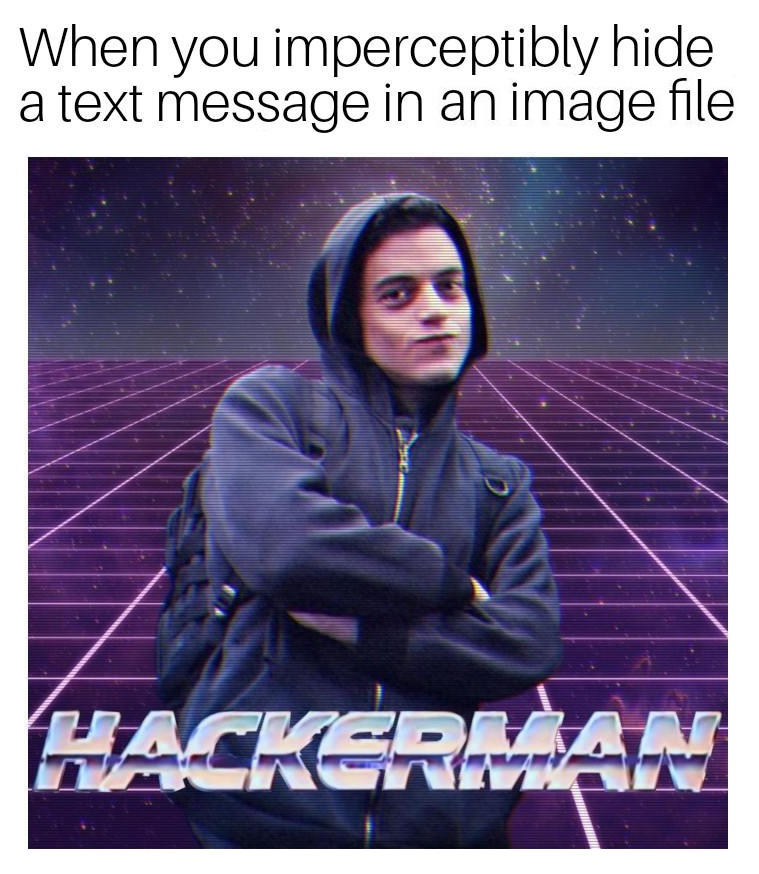 When you imperceptibly hide
a text message in an image file
HACKERMAN